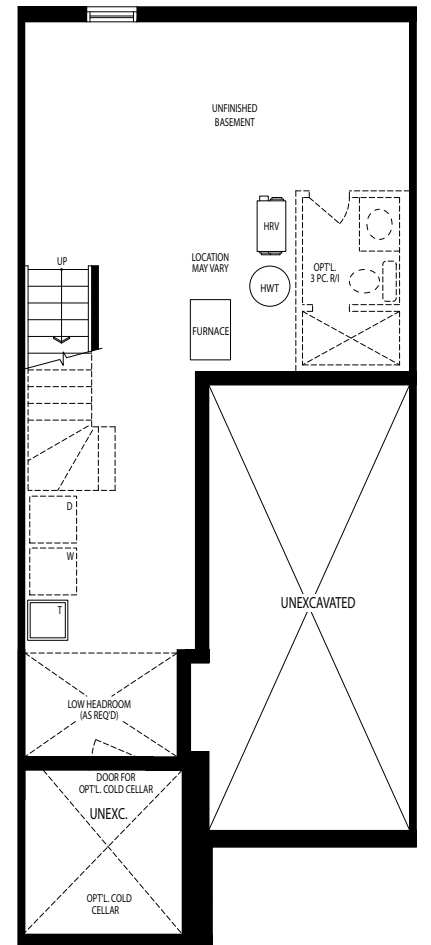 UNFINISHED
BASEMENT
HRV
UP
LOCATION
MAY VARY
OPT'L.
3 PC. R/I
HWT
FURNACE
D
W
T
UNEXCAVATED
LOW HEADROOM
(AS REQ'D)
DOOR FOR
OPT'L. COLD CELLAR
UNEXC.
OPT'L. COLD
CELLAR